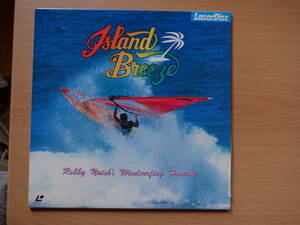 Island
LaserDisc
Breeze
Robby Naish's Windsurfing Fantasy